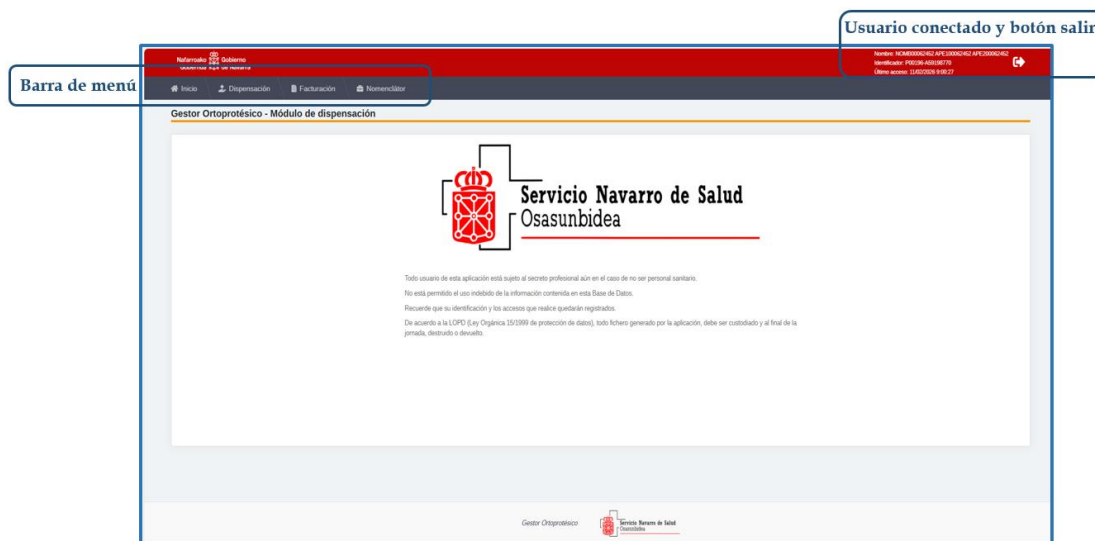 Usuario conectado y botón salir
Nafarroako Gobierno
Gobernua de Navarra
Nombre: NOMB00062452 APE100062452 APE200062452
Identificador: P00196-A59198770
Último acceso: 11/02/2026 9:00:27
Barra de menú
Inicio Dispensación Facturación Nomenclátor
Gestor Ortoprotésico - Módulo de dispensación
Servicio Navarro de Salud
Osasunbidea
Todo usuario de esta aplicación está sujeto al secreto profesional aún en el caso de no ser personal sanitario.
No está permitido el uso indebido de la información contenida en esta Base de Datos.
Recuerde que su identificación y los accesos que realice quedarán registrados.
De acuerdo a la LOPD (Ley Orgánica 15/1999 de protección de datos), todo fichero generado por la aplicación, debe ser custodiado y al final de la
jornada, destruido o devuelto.
Gestor Ortoprotésico
Servicio Navarro de Salud
Osasunbidea